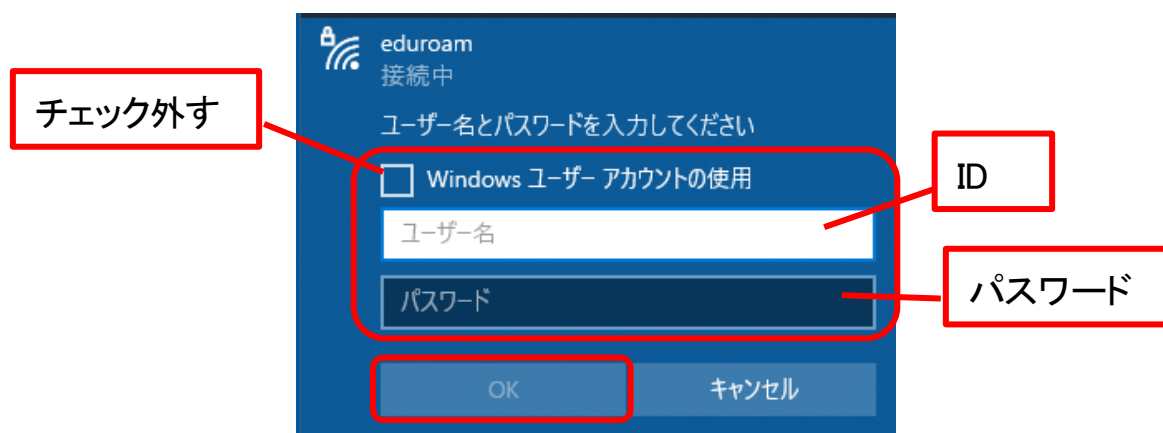 eduroam
接続中
チェック外す
ユーザー名とパスワードを入力してください
Windows ユーザー アカウントの使用
ID
ユーザー名
パスワード
パスワード
OK
キャンセル